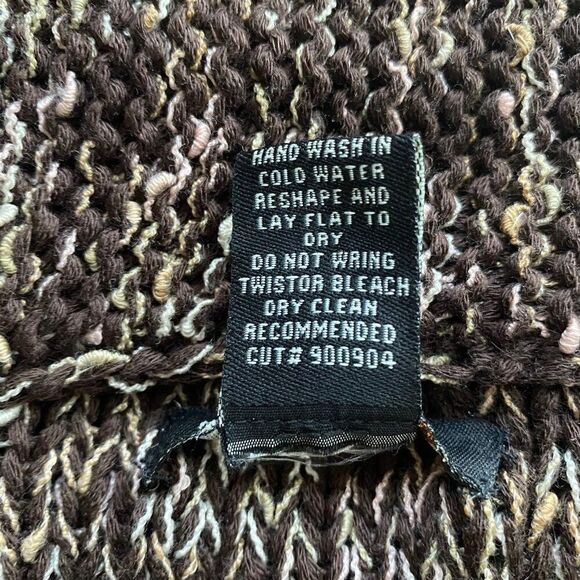 HAND WASH IN
COLD WATER
RESHAPE AND
LAY FLAT TO
DRY
DO NOT WRING
TWISTOR BLEACH
DRY CLEAN
RECOMMENDED
CUT# 900904